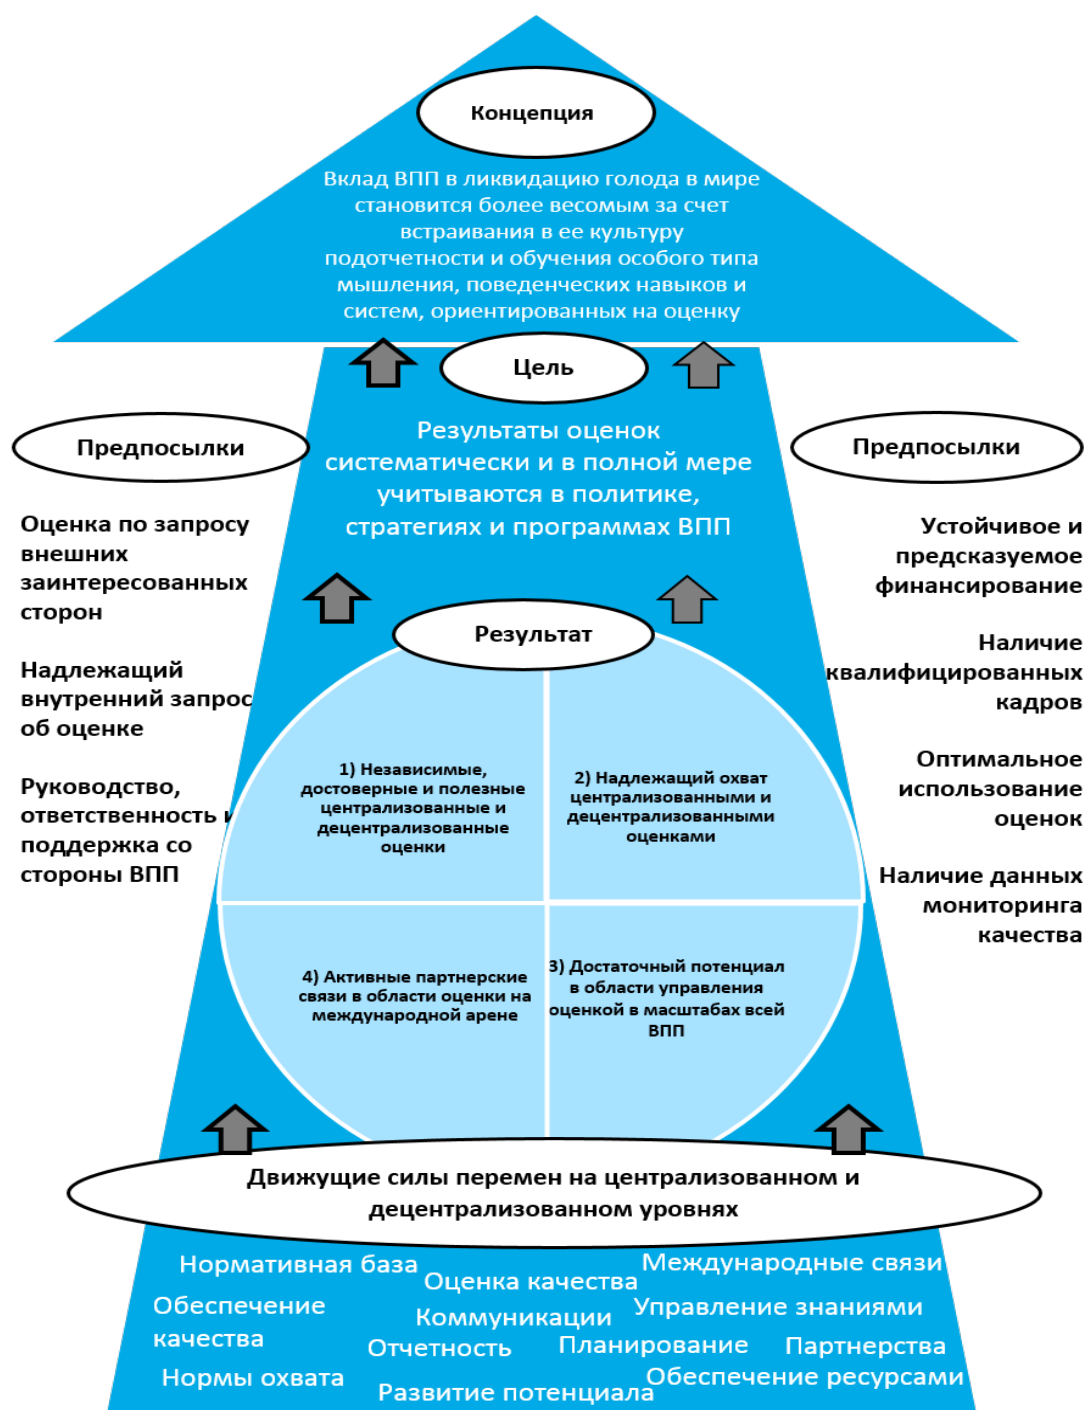 Концепция
Вклад ВПП в ликвидацию голода в мире
становится более весомым за счет
встраивания в ее культуру
подотчетности и обучения особого типа
мышления, поведенческих навыков и
систем, ориентированных на оценку
Цель
Результаты оценок
систематически и в полной мере
учитываются в политике,
стратегиях и программах ВПП
Предпосылки
Оценка по запросу
внешних
заинтересованных
сторон
Надлежащий
внутренний запрос
об оценке
Руководство,
ответственность и
поддержка со
стороны ВПП
Предпосылки
Устойчивое и
предсказуемое
финансирование
Наличие
квалифицированных
кадров
Оптимальное
использование
оценок
Наличие данных
мониторинга
качества
Результат
1) Независимые,
достоверные и полезные
централизованные и
децентрализованные
оценки
2) Надлежащий охват
централизованными и
децентрализованными
оценками
4) Активные партнерские
связи в области оценки на
международной арене
3) Достаточный потенциал
в области управления
оценкой в масштабах всей
ВПП
Движущие силы перемен на централизованном и
децентрализованном уровнях
Нормативная база
Оценка качества
Международные связи
Обеспечение
качества
Коммуникации
Управление знаниями
Отчетность
Планирование
Партнерства
Нормы охвата
Развитие потенциала
Обеспечение ресурсами